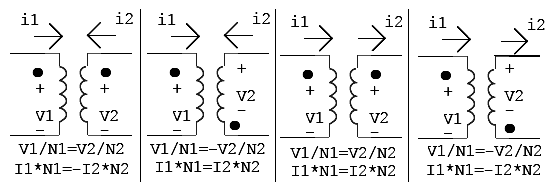 i1 i2 i1 i2 i1 i2 i1 i2
+ + + + + + +
V2
V1 V2 V1 V1 V2 V1
- - - - - - - -
V1/N1=V2/N2 V1/N1=-V2/N2 V1/N1=V2/N2 V1/N1=-V2/N2
I1*N1=-I2*N2 I1*N1=I2*N2 I1*N1=I2*N2 I1*N1=-I2*N2